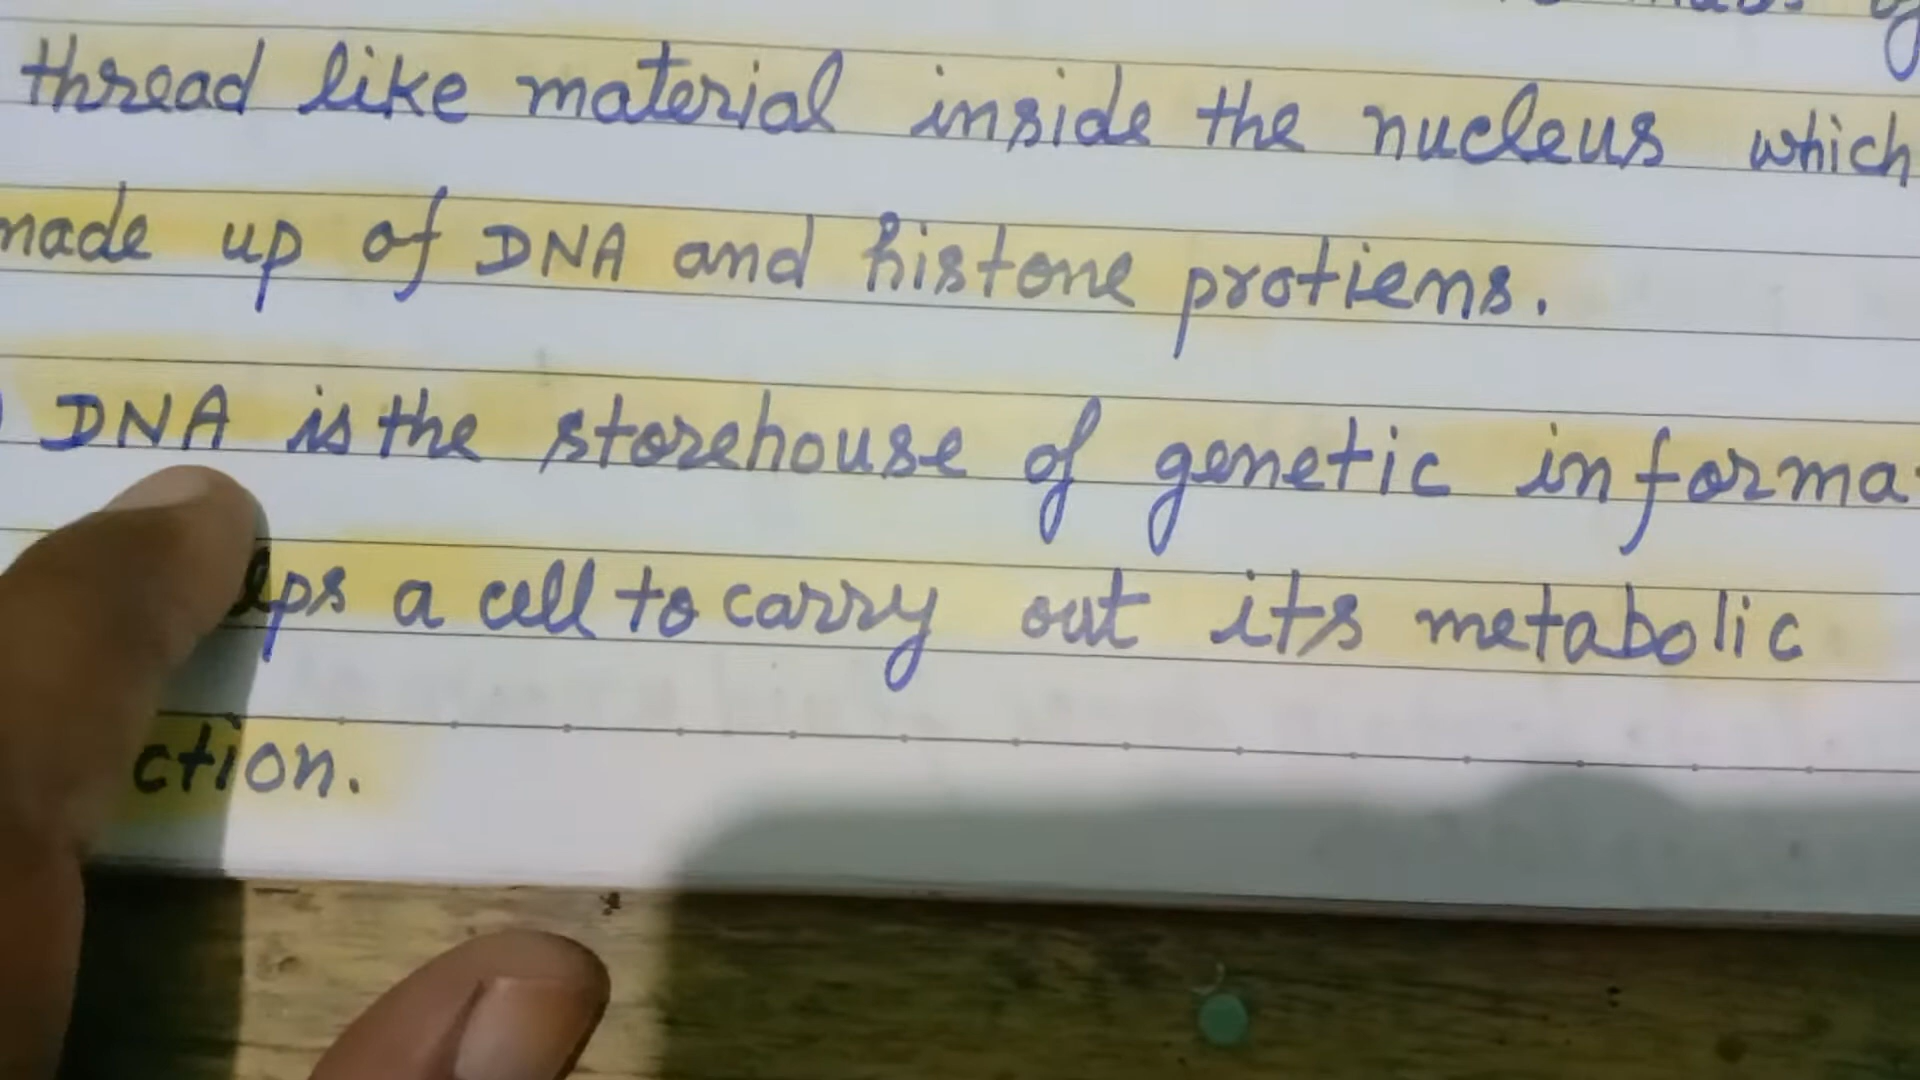 thread like material inside the nucleus which
made up of DNA and histone protiens.
DNA is the storehouse of genetic informa
a cell to carry out its metabolic
ction.